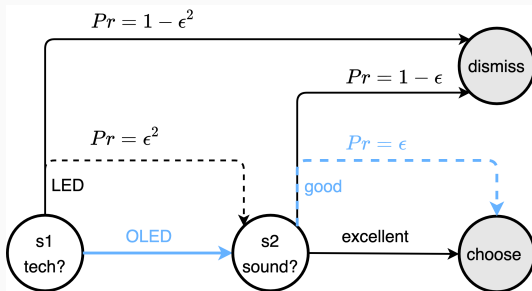 Pr = 1 − ϵ²
dismiss
Pr = 1 − ϵ
Pr = ϵ²
Pr = ϵ
LED
good
s1
tech?
OLED
s2
sound?
excellent
choose